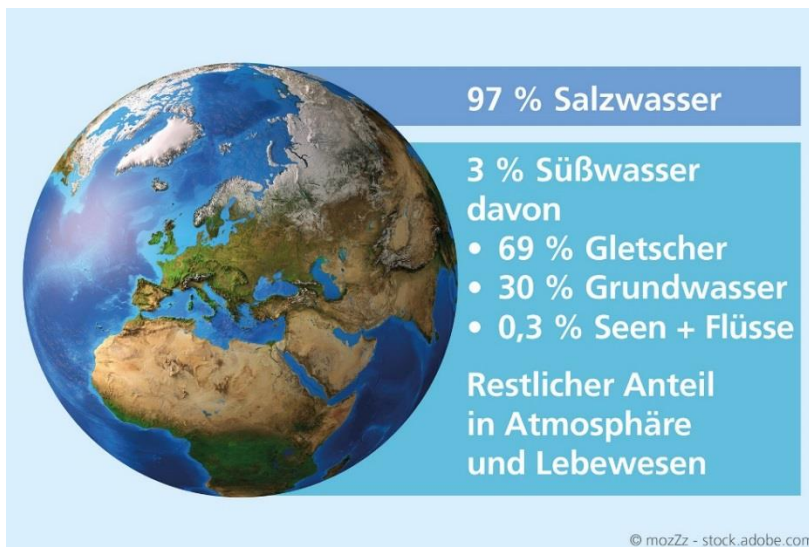 97 % Salzwasser
3 % Süßwasser
davon
• 69 % Gletscher
• 30 % Grundwasser
• 0,3 % Seen + Flüsse
Restlicher Anteil
in Atmosphäre
und Lebewesen
© mozZz - stock.adobe.com